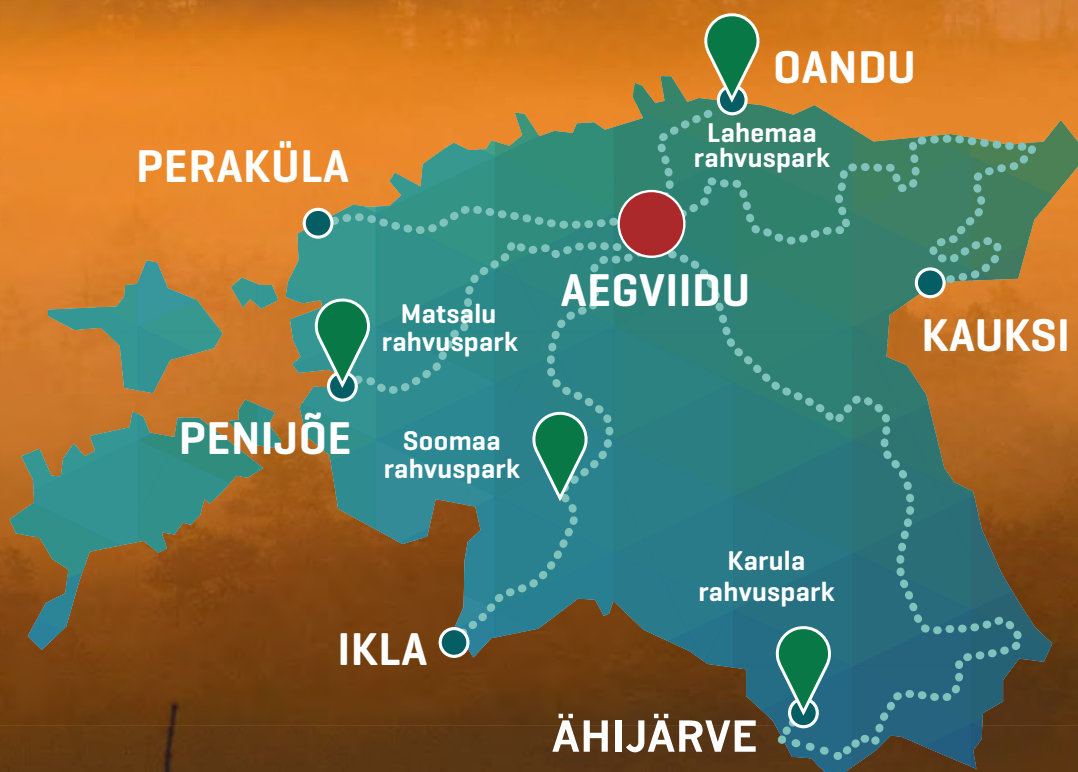 OANDU
Lahemaa
rahvuspark
PERAKÜLA
AEGVIIDU
KAUKSI
Matsalu
rahvuspark
PENIJÕE
Soomaa
rahvuspark
Karula
rahvuspark
IKLA
ÄHIJÄRVE